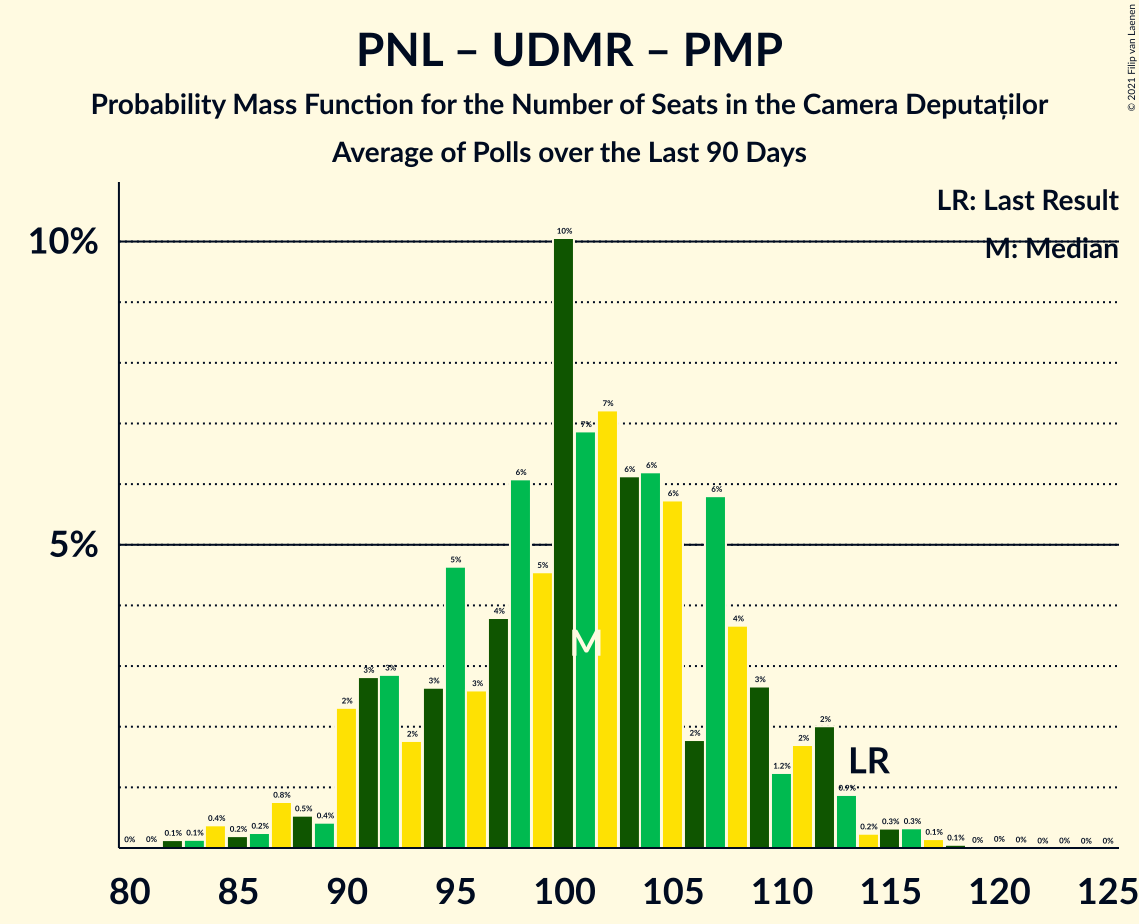 PNL – UDMR – PMP
Probability Mass Function for the Number of Seats in the Camera Deputaților
Average of Polls over the Last 90 Days
© 2021 Filip van Laenen
LR: Last Result
M: Median
10%
5%
0% 0% 0.1% 0.1% 0.4% 0.2% 0.2% 0.8% 0.5% 0.4% 2% 3% 3% 2% 3% 5% 3% 4% 6% 5% 10% 7% 7% 6% 6% 6% 2% 6% 4% 3% 1.2% 2% 2% 0.9% 0.2% 0.3% 0.3% 0.1% 0.1% 0% 0% 0% 0% 0% 0% 0%
M
LR
80 85 90 95 100 105 110 115 120 125